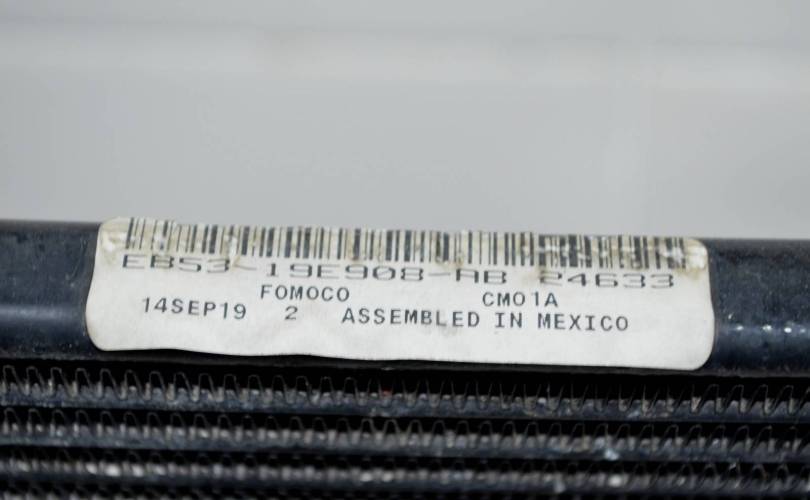 EB53-19E908-AB 24633
FOMOCO CM01A
14SEP19 2 ASSEMBLED IN MEXICO